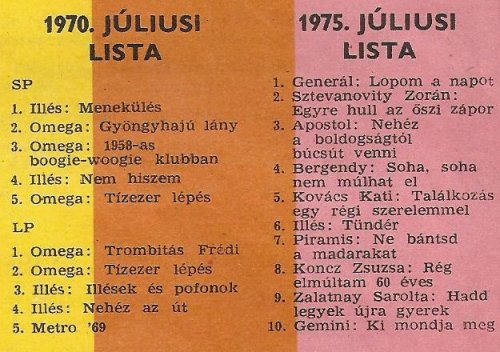 1970. JÚLIUSI
LISTA
SP
1. Illés: Menekülés
2. Omega: Gyöngyhajú lány
3. Omega: 1958-as
boogie-woogie klubban
4. Illés: Nem hiszem
5. Omega: Tízezer lépés
LP
1. Omega: Trombitás Frédi
2. Omega: Tízezer lépés
3. Illés: Illések és pofonok
4. Illés: Nehéz az út
5. Metro '69
1975. JÚLIUSI
LISTA
1. Generál: Lopom a napot
2. Sztevanovity Zorán:
Egyre hull az őszi zápor
3. Apostol: Nehéz
a boldogságtól
búcsút venni
4. Bergendy: Soha, soha
nem múlhat el
5. Kovács Kati: Találkozás
egy régi szerelemmel
6. Illés: Tündér
7. Piramis: Ne bántsd
a madarakat
8. Koncz Zsuzsa: Rég
elmúltam 60 éves
9. Zalatnay Sarolta: Hadd
legyek újra gyerek
10. Gemini: Ki mondja meg